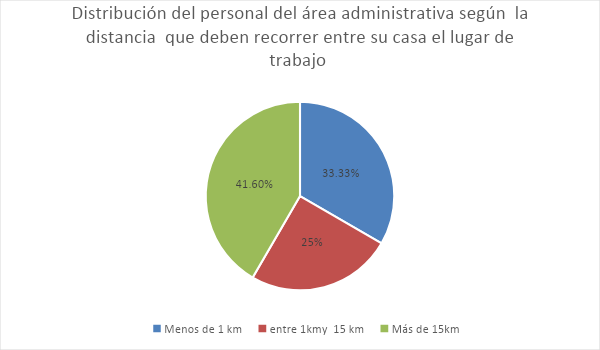 Distribución del personal del área administrativa según  la
distancia  que deben recorrer entre su casa el lugar de
trabajo
33.33%
41.60%
25%
Menos de 1 km
entre 1kmy  15 km
Más de 15km